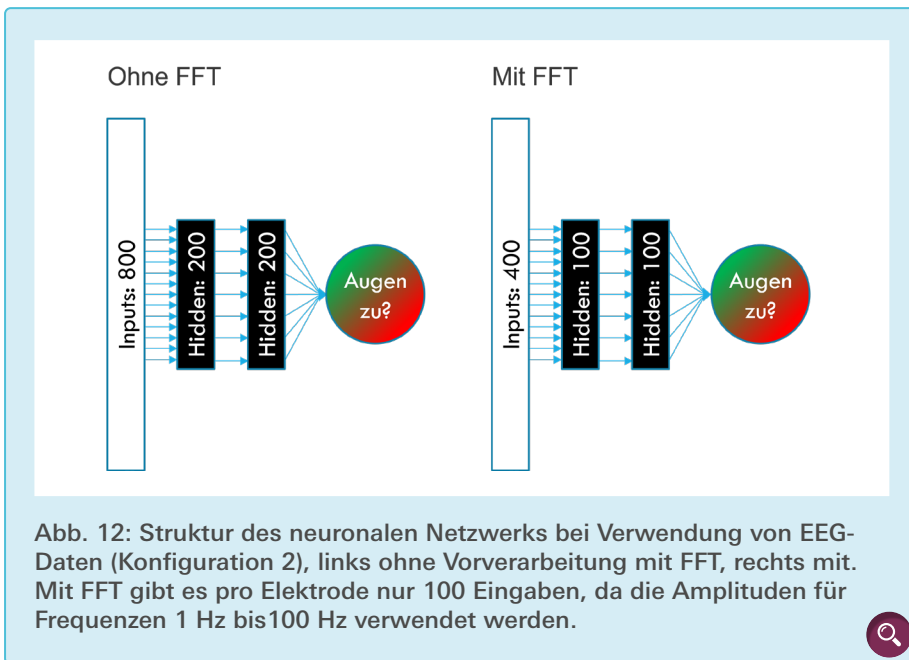 Ohne FFT
Mit FFT
Inputs: 800
Hidden: 200
Hidden: 200
Augen
zu?
Inputs: 400
Hidden: 100
Hidden: 100
Augen
zu?
Abb. 12: Struktur des neuronalen Netzwerks bei Verwendung von EEG-
Daten (Konfiguration 2), links ohne Vorverarbeitung mit FFT, rechts mit.
Mit FFT gibt es pro Elektrode nur 100 Eingaben, da die Amplituden für
Frequenzen 1 Hz bis100 Hz verwendet werden.